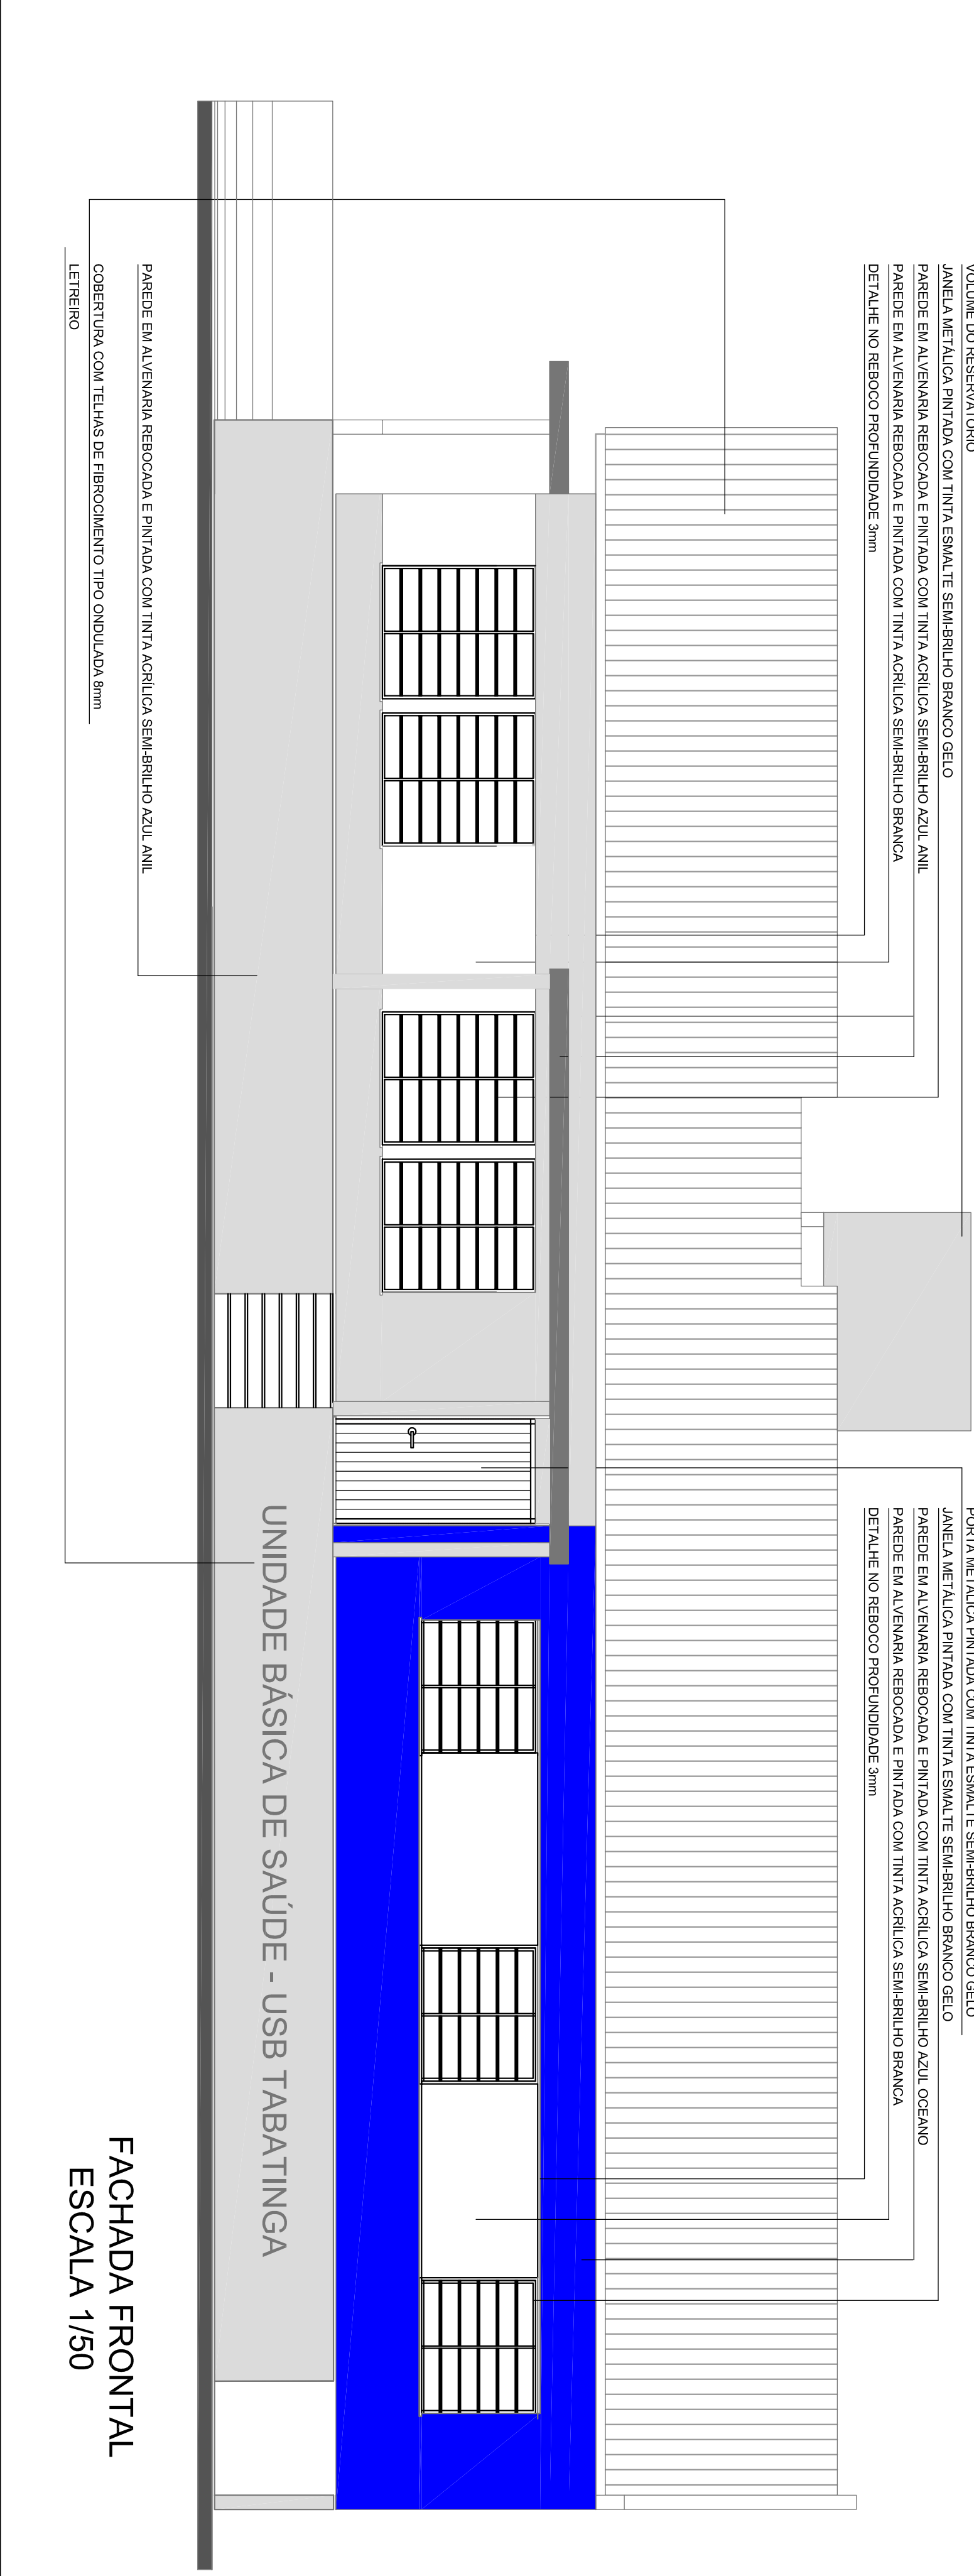 VOLUME DO RESERVATÓRIO
JANELA METÁLICA PINTADA COM TINTA ESMALTE SEMI-BRILHO BRANCO GELO
PAREDE EM ALVENARIA REBOCADA E PINTADA COM TINTA ACRÍLICA SEMI-BRILHO AZUL ANIL
PAREDE EM ALVENARIA REBOCADA E PINTADA COM TINTA ACRÍLICA SEMI-BRILHO BRANCA
DETALHE NO REBOCO PROFUNDIDADE 3mm
PORTA METÁLICA PINTADA COM TINTA ESMALTE SEMI-BRILHO BRANCO GELO
JANELA METÁLICA PINTADA COM TINTA ESMALTE SEMI-BRILHO BRANCO GELO
PAREDE EM ALVENARIA REBOCADA E PINTADA COM TINTA ACRÍLICA SEMI-BRILHO AZUL OCEANO
PAREDE EM ALVENARIA REBOCADA E PINTADA COM TINTA ACRÍLICA SEMI-BRILHO BRANCA
DETALHE NO REBOCO PROFUNDIDADE 3mm
UNIDADE BÁSICA DE SAÚDE - USB TABATINGA
PAREDE EM ALVENARIA REBOCADA E PINTADA COM TINTA ACRÍLICA SEMI-BRILHO AZUL ANIL
COBERTURA COM TELHAS DE FIBROCIMENTO TIPO ONDULADA 8mm
LETREIRO
FACHADA FRONTAL
ESCALA 1/50